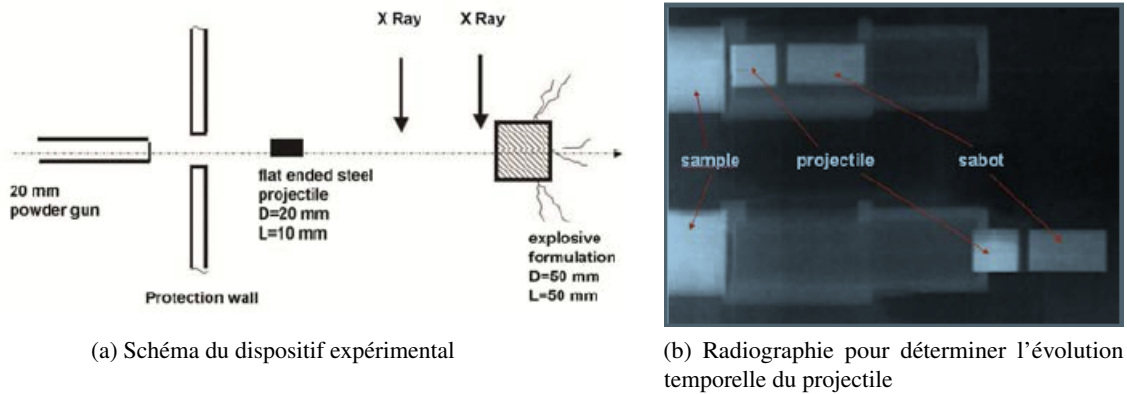 X Ray
X Ray
20 mm
powder gun
Protection wall
flat ended steel
projectile
D=20 mm
L=10 mm
explosive
formulation
D=50 mm
L=50 mm
(a) Schéma du dispositif expérimental
sample
projectile
sabot
(b) Radiographie pour déterminer l'évolution
temporelle du projectile